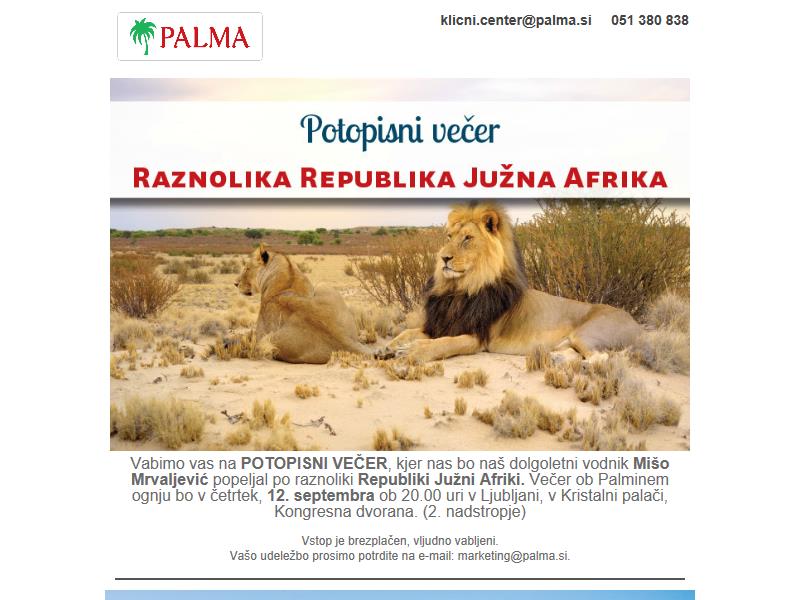 PALMA
klicni.center@palma.si 051 380 838
Potopisni večer
RAZNOLIKA REPUBLIKA JUŽNA AFRIKA
Vabimo vas na POTOPISNI VEČER, kjer nas bo naš dolgoletni vodnik Mišo
Mrvaljević popeljal po raznoliki Republiki Južni Afriki. Večer ob Palminem
ognju bo v četrtek, 12. septembra ob 20.00 uri v Ljubljani, v Kristalni palači,
Kongresna dvorana. (2. nadstropje)
Vstop je brezplačen, vljudno vabljeni.
Vašo udeležbo prosimo potrdite na e-mail: marketing@palma.si.